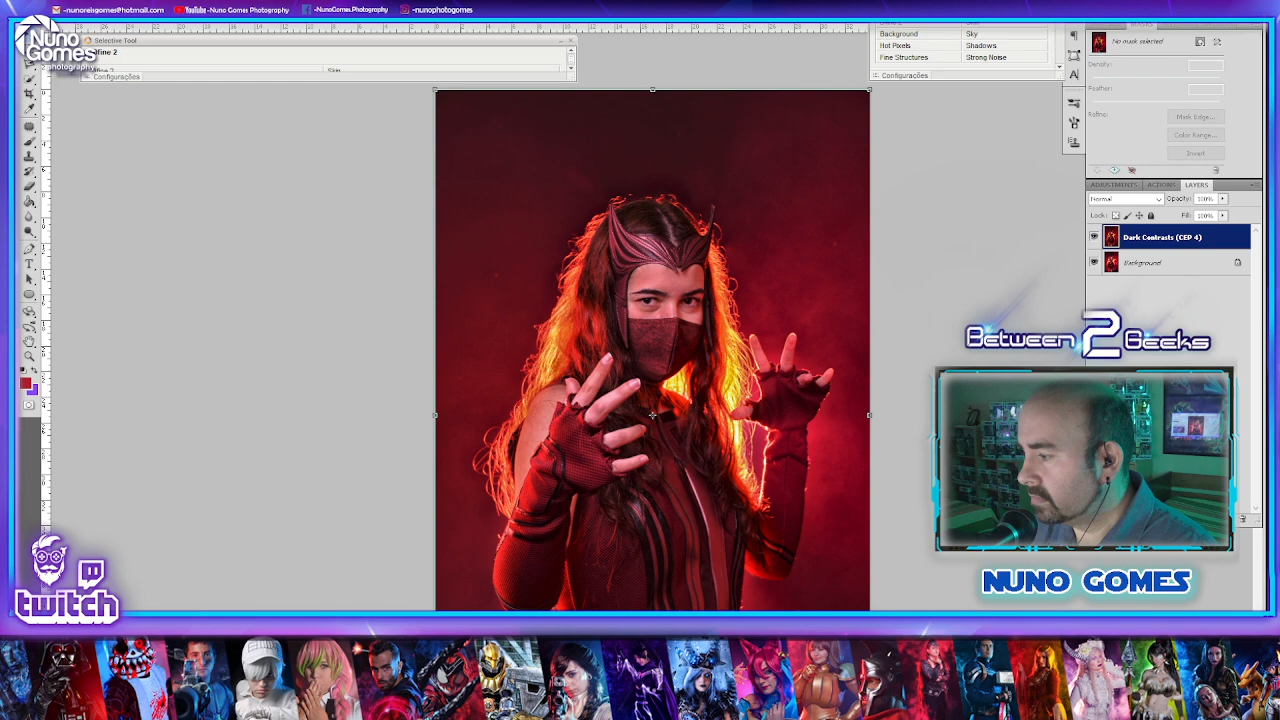 -nunoreisgomes@hotmail.com
YouTube -Nuno Gomes Photography
-NunoGomes.Photography
-nunophotogomes
Nuno
Gomes
photography
Selective Tool
Configurações
Skin
Background
Sky
Hot Pixels
Shadows
Fine Structures
Strong Noise
Configurações
MASKS
No mask selected
Density:
Feather:
Refine:
Mask Edge...
Color Range...
Invert
ADJUSTMENTS
ACTIONS
LAYERS
Normal
Opacity: 100%
Lock:
Fill: 100%
Dark Contrasts (CEP 4)
Background
Between 2 Geeks
NUNO GOMES
twitch